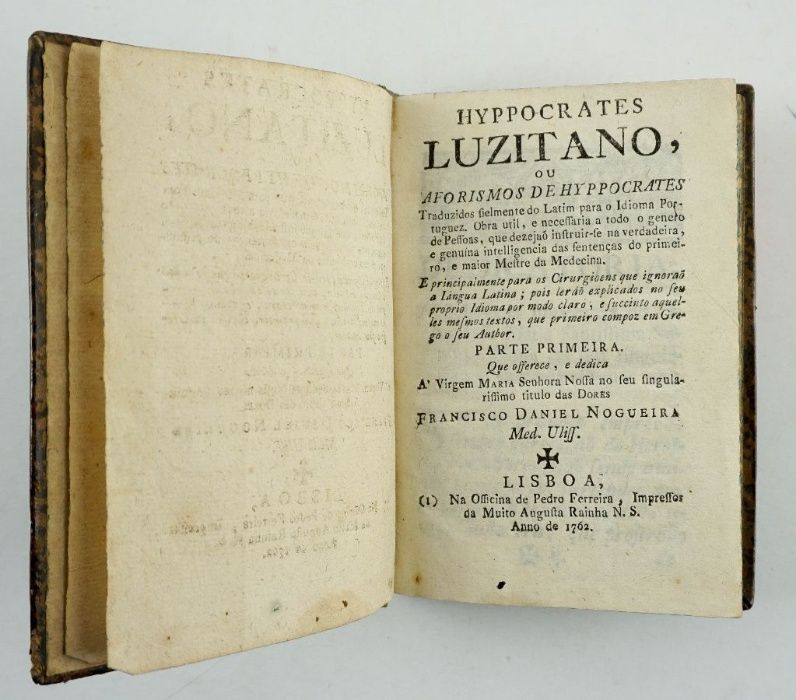 HYPPOCRATES
LUZITANO,
OU
AFORISMOS DE HYPPOCRATES
Traduzidos fielmente do Latim para o Idioma Por-
tuguez. Obra util, e neceſſaria a todo o genero
de Peſſoas, que dezejaõ inſtruir-ſe na verdadeira,
e genuina intelligencia das ſentenças do primei-
ro, e maior Meſtre da Medecina.
E principalmente para os Cirurgioens que ignoraõ
a Lingua Latina; pois ſeráõ explicados no ſeu
proprio Idioma por modo claro, e ſuccinto aquel-
les meſmos textos, que primeiro compoz em Gre-
go o ſeu Author.
PARTE PRIMEIRA.
Que offerece, e dedica
A' Virgem MARIA Senhora Noſſa no ſeu ſingula-
riſſimo titulo das DORES
FRANCISCO DANIEL NOGUEIRA
Med. Uliſſ.
LISBOA,
(1) Na Officina de Pedro Ferreira, Impreſſor
da Muito Auguſta Rainha N. S.
Anno de 1762.